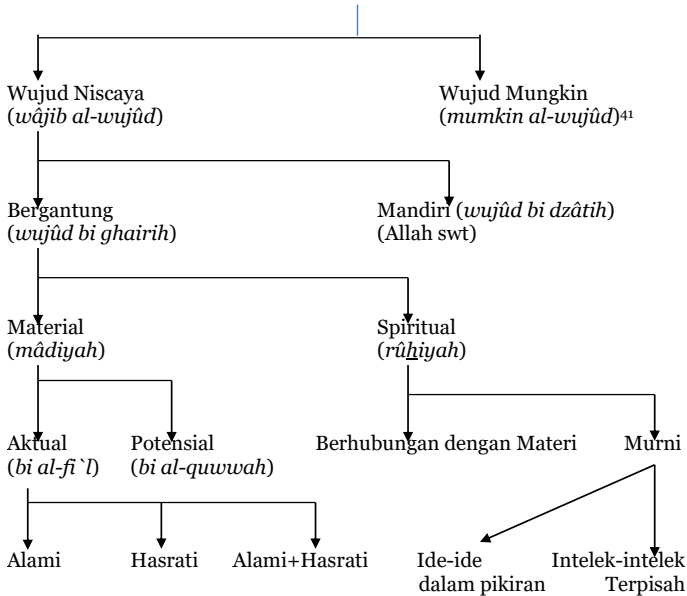 Wujud Niscaya
(wâjib al-wujûd)
Wujud Mungkin
(mumkin al-wujûd)41
Bergantung
(wujûd bi ghairih)
Mandiri (wujûd bi dzâtih)
(Allah swt)
Material
(mâdiyah)
Spiritual
(rûẖiyah)
Aktual
(bi al-fi`l)
Potensial
(bi al-quwwah)
Berhubungan dengan Materi
Murni
Alami
Hasrati
Alami+Hasrati
Ide-ide
dalam pikiran
Intelek-intelek
Terpisah